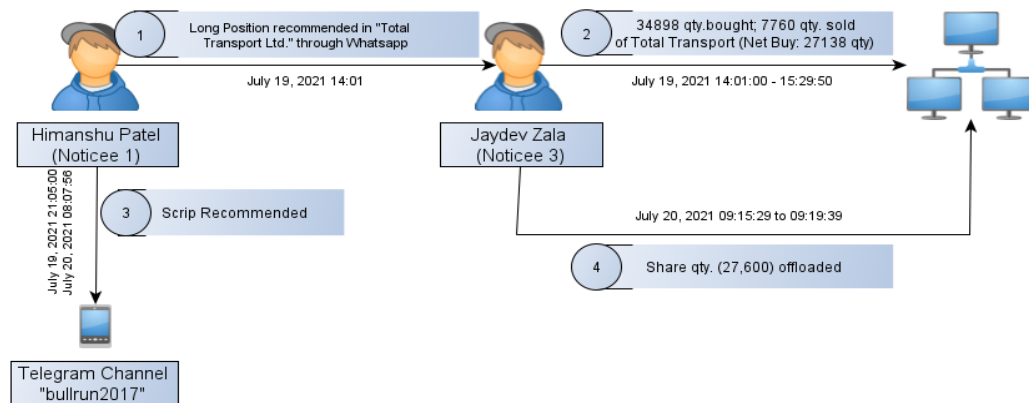 1
Long Position recommended in "Total
Transport Ltd." through Whatsapp
July 19, 2021 14:01
2
34898 qty.bought; 7760 qty. sold
of Total Transport (Net Buy: 27138 qty)
July 19, 2021 14:01:00 - 15:29:50
Himanshu Patel
(Noticee 1)
Jaydev Zala
(Noticee 3)
July 19, 2021 21:05:00
July 20, 2021 08:07:56
3
Scrip Recommended
July 20, 2021 09:15:29 to 09:19:39
4
Share qty. (27,600) offloaded
Telegram Channel
"bullrun2017"